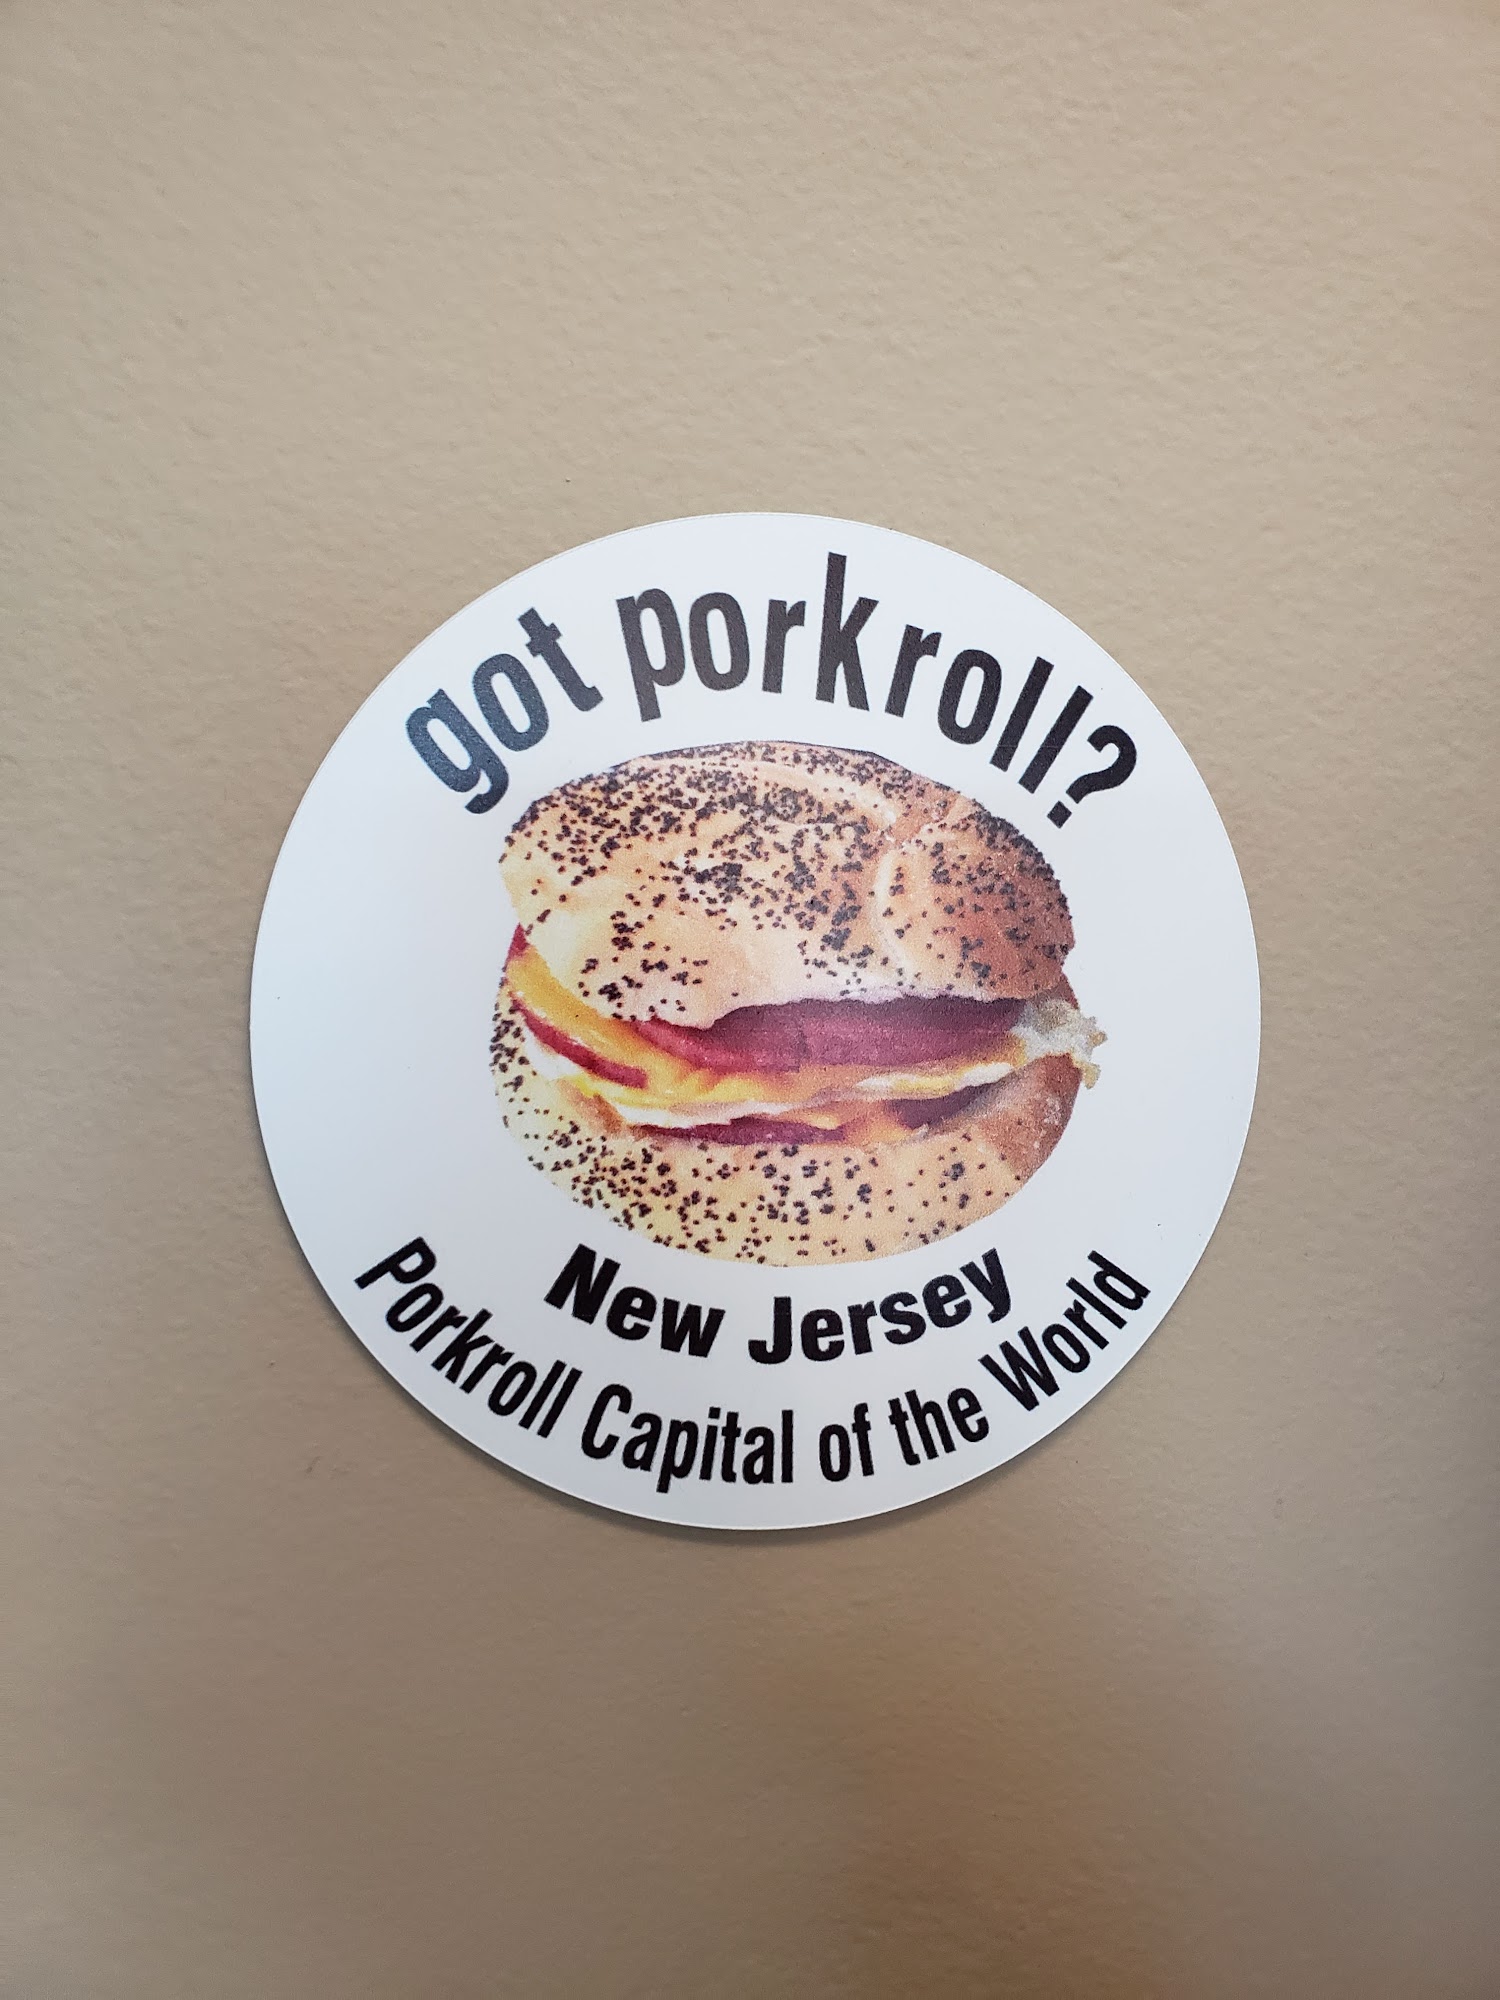 got porkroll?
New Jersey
Porkroll Capital of the World